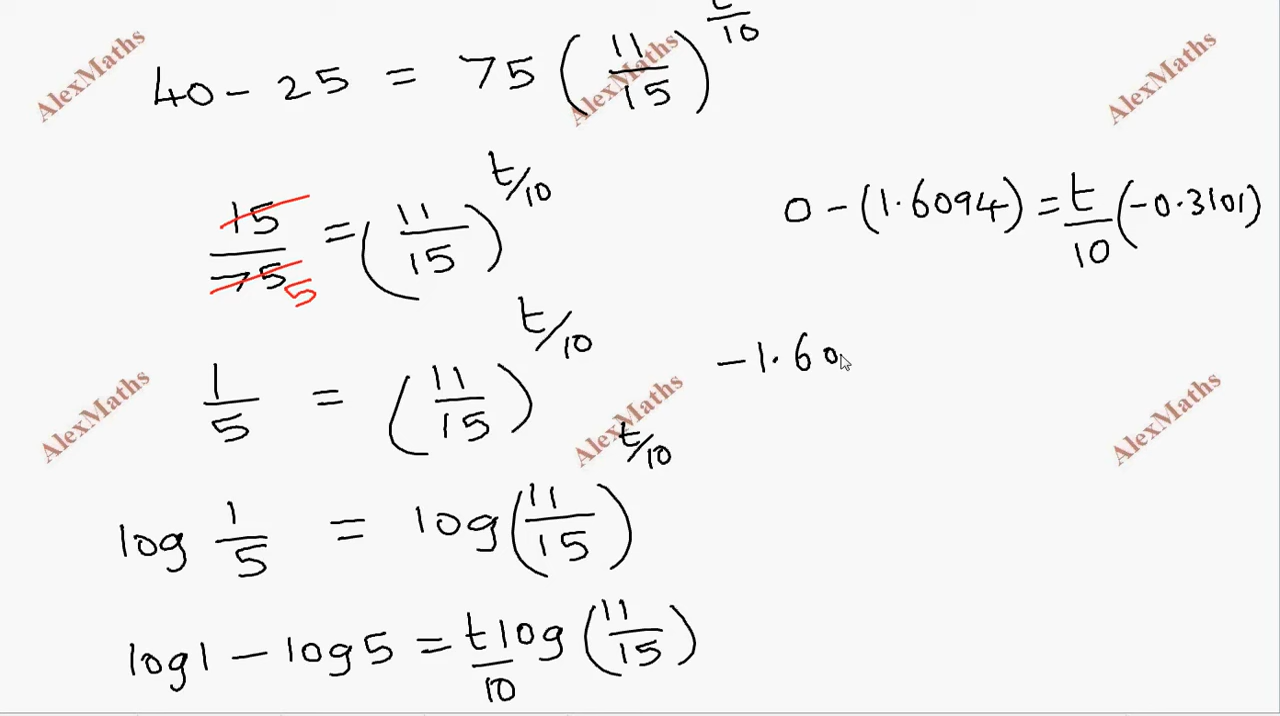 40 - 25 = 75 (11/15)^t/10
15/75 = (11/15)^t/10
5
1/5 = (11/15)^t/10
log 1/5 = log (11/15)^t/10
log1 - log5 = t/10 log (11/15)
0 - (1.6094) = t/10 (-0.3101)
-1.60
AlexMaths
AlexMaths
AlexMaths
AlexMaths
AlexMaths
AlexMaths